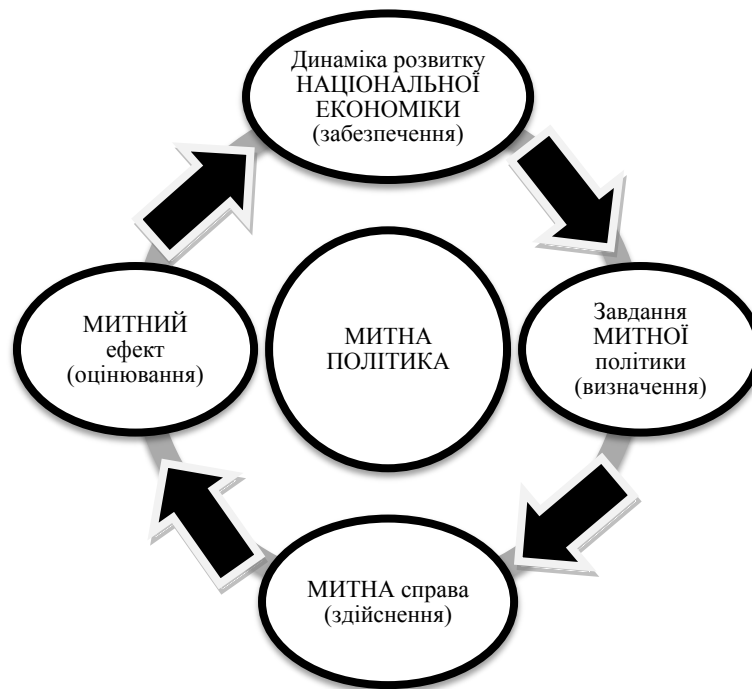 Динаміка розвитку
НАЦІОНАЛЬНОЇ
ЕКОНОМІКИ
(забезпечення)
МИТНИЙ
ефект
(оцінювання)
МИТНА
ПОЛІТИКА
Завдання
МИТНОЇ
політики
(визначення)
МИТНА справа
(здійснення)